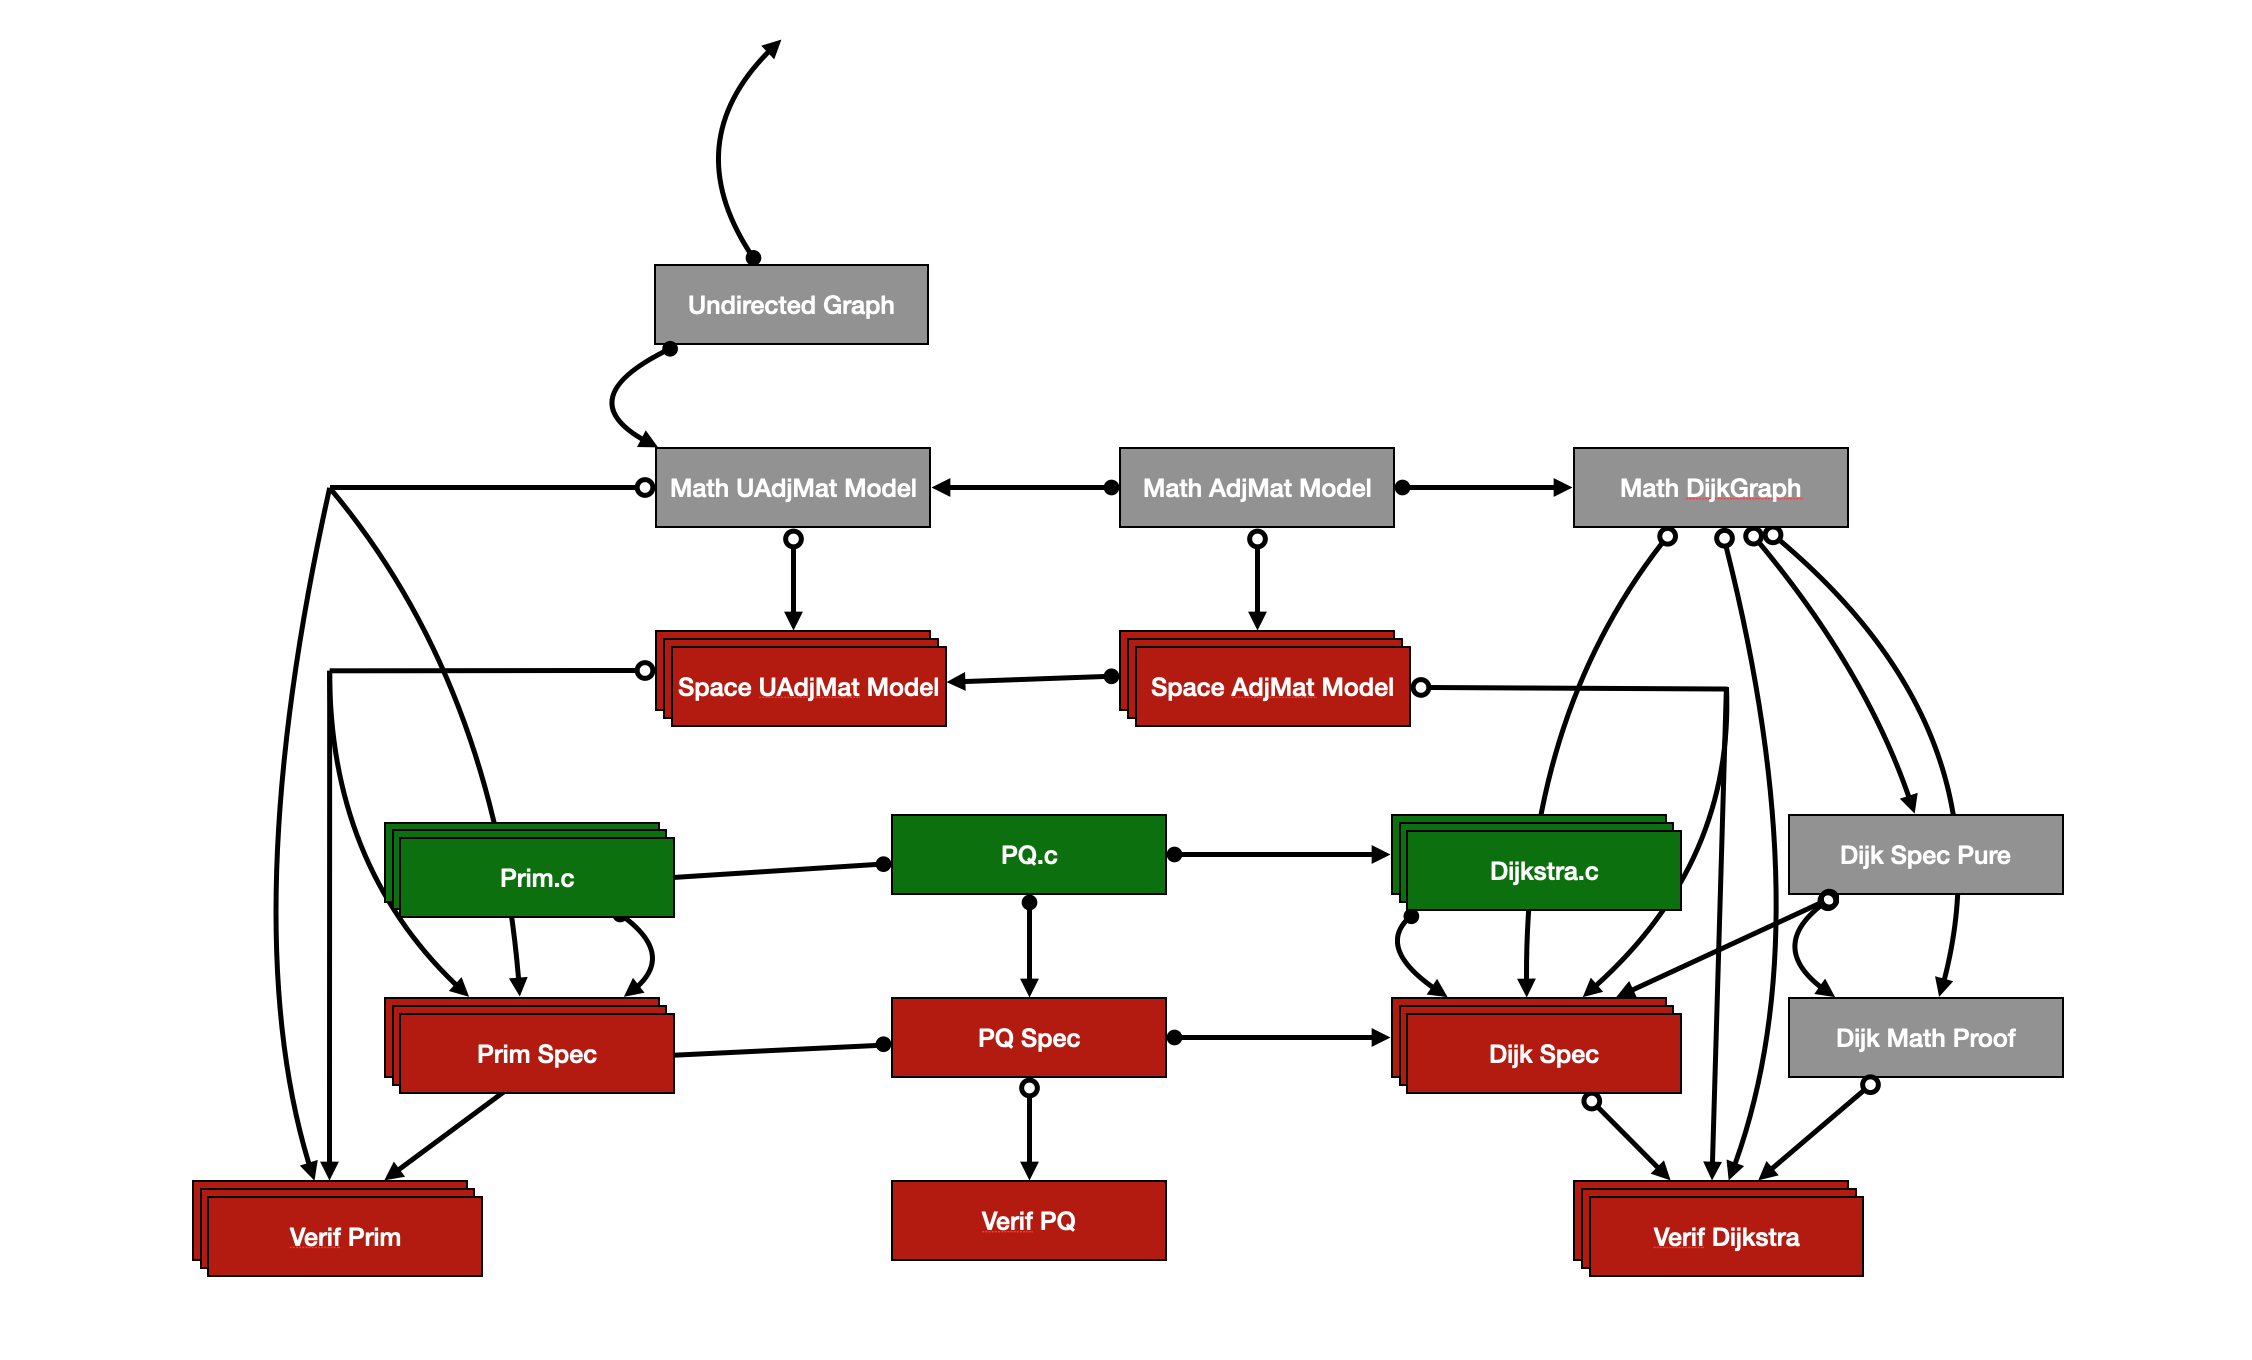 Undirected Graph
Math UAdjMat Model
Math AdjMat Model
Math DijkGraph
Space UAdjMat Model
Space AdjMat Model
Prim.c
PQ.c
Dijkstra.c
Dijk Spec Pure
Prim Spec
PQ Spec
Dijk Spec
Dijk Math Proof
Verif Prim
Verif PQ
Verif Dijkstra